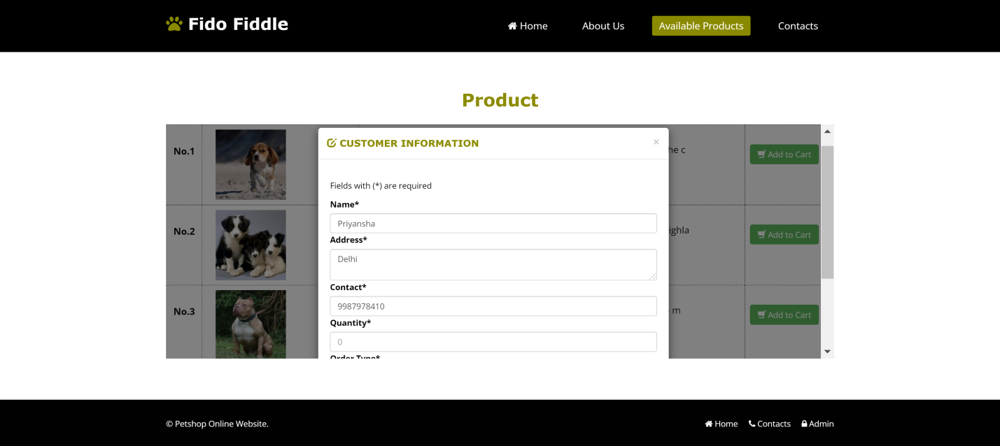 Fido Fiddle
Home About Us Available Products Contacts
Product
CUSTOMER INFORMATION ×
Fields with (*) are required
Name*
Priyansha
Address*
Delhi
Contact*
9987978410
Quantity*
0
Order Type*
No.1 he c Add to Cart
No.2 ighla Add to Cart
No.3 m Add to Cart
© Petshop Online Website. Home Contacts Admin